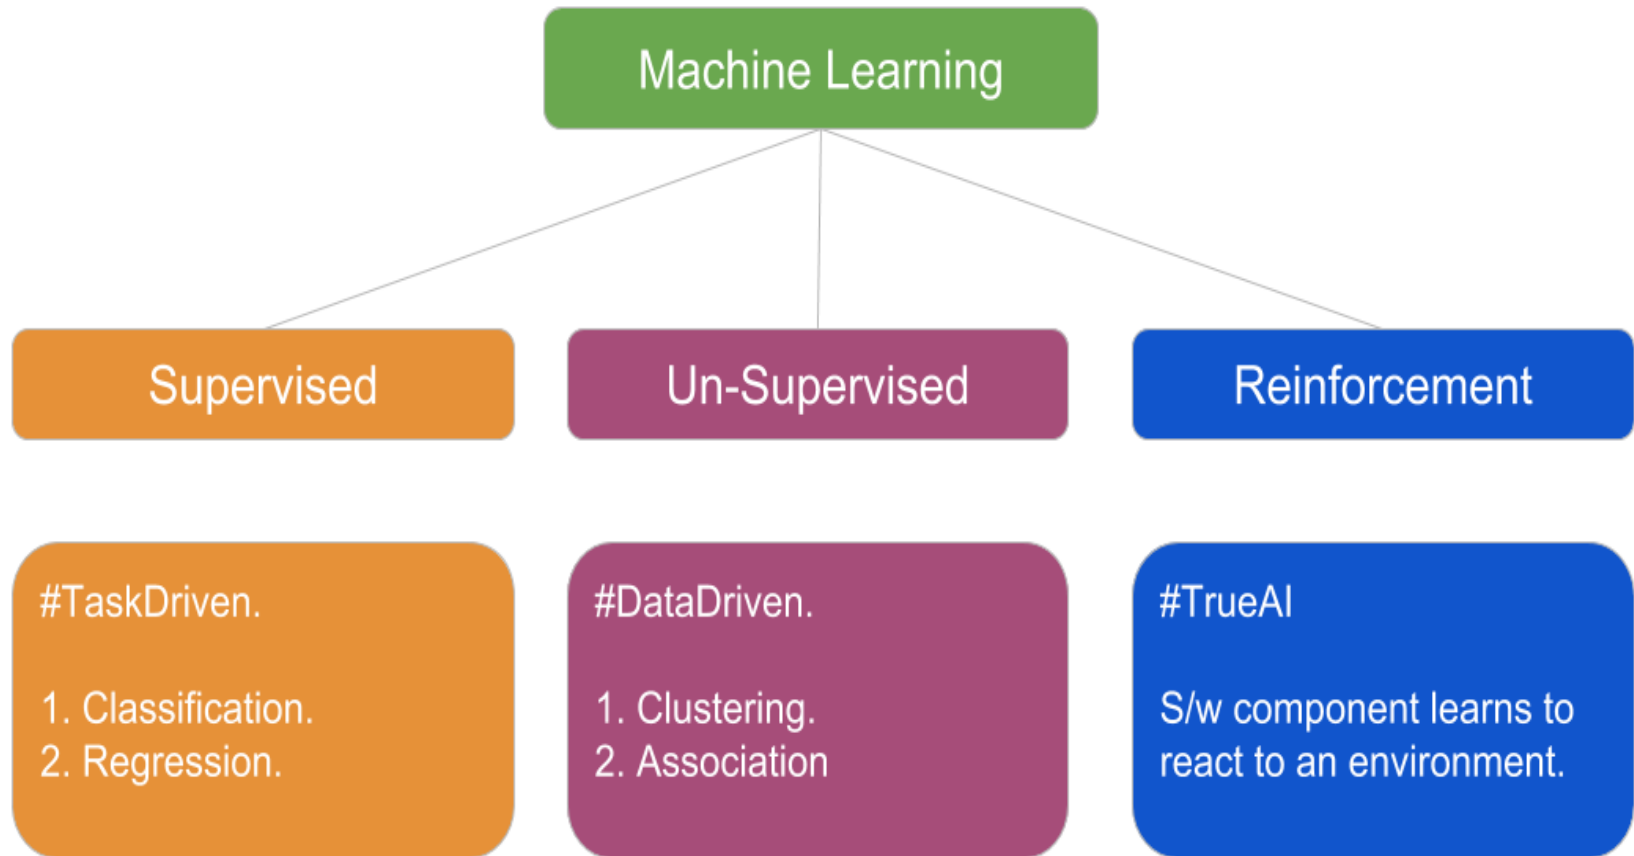 Machine Learning
Supervised
Un-Supervised
Reinforcement
#TaskDriven.
1. Classification.
2. Regression.
#DataDriven.
1. Clustering.
2. Association
#TrueAI
S/w component learns to
react to an environment.